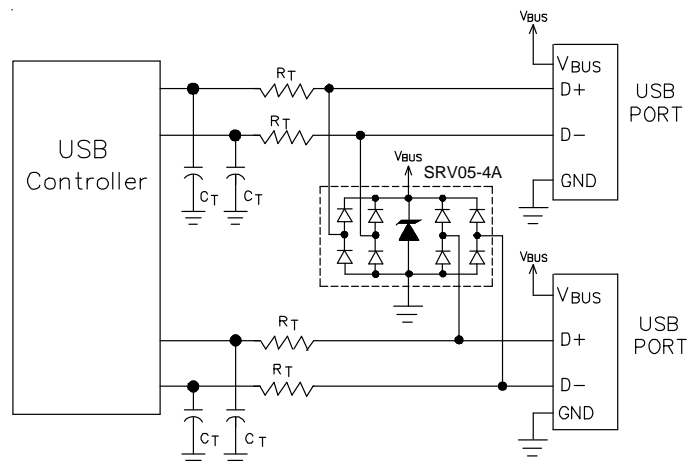 VBUS
VBUS
D+
D−
GND
USB
PORT
RT
RT
USB
Controller
CT
CT
VBUS
SRV05-4A
VBUS
VBUS
D+
D−
GND
USB
PORT
RT
RT
CT
CT